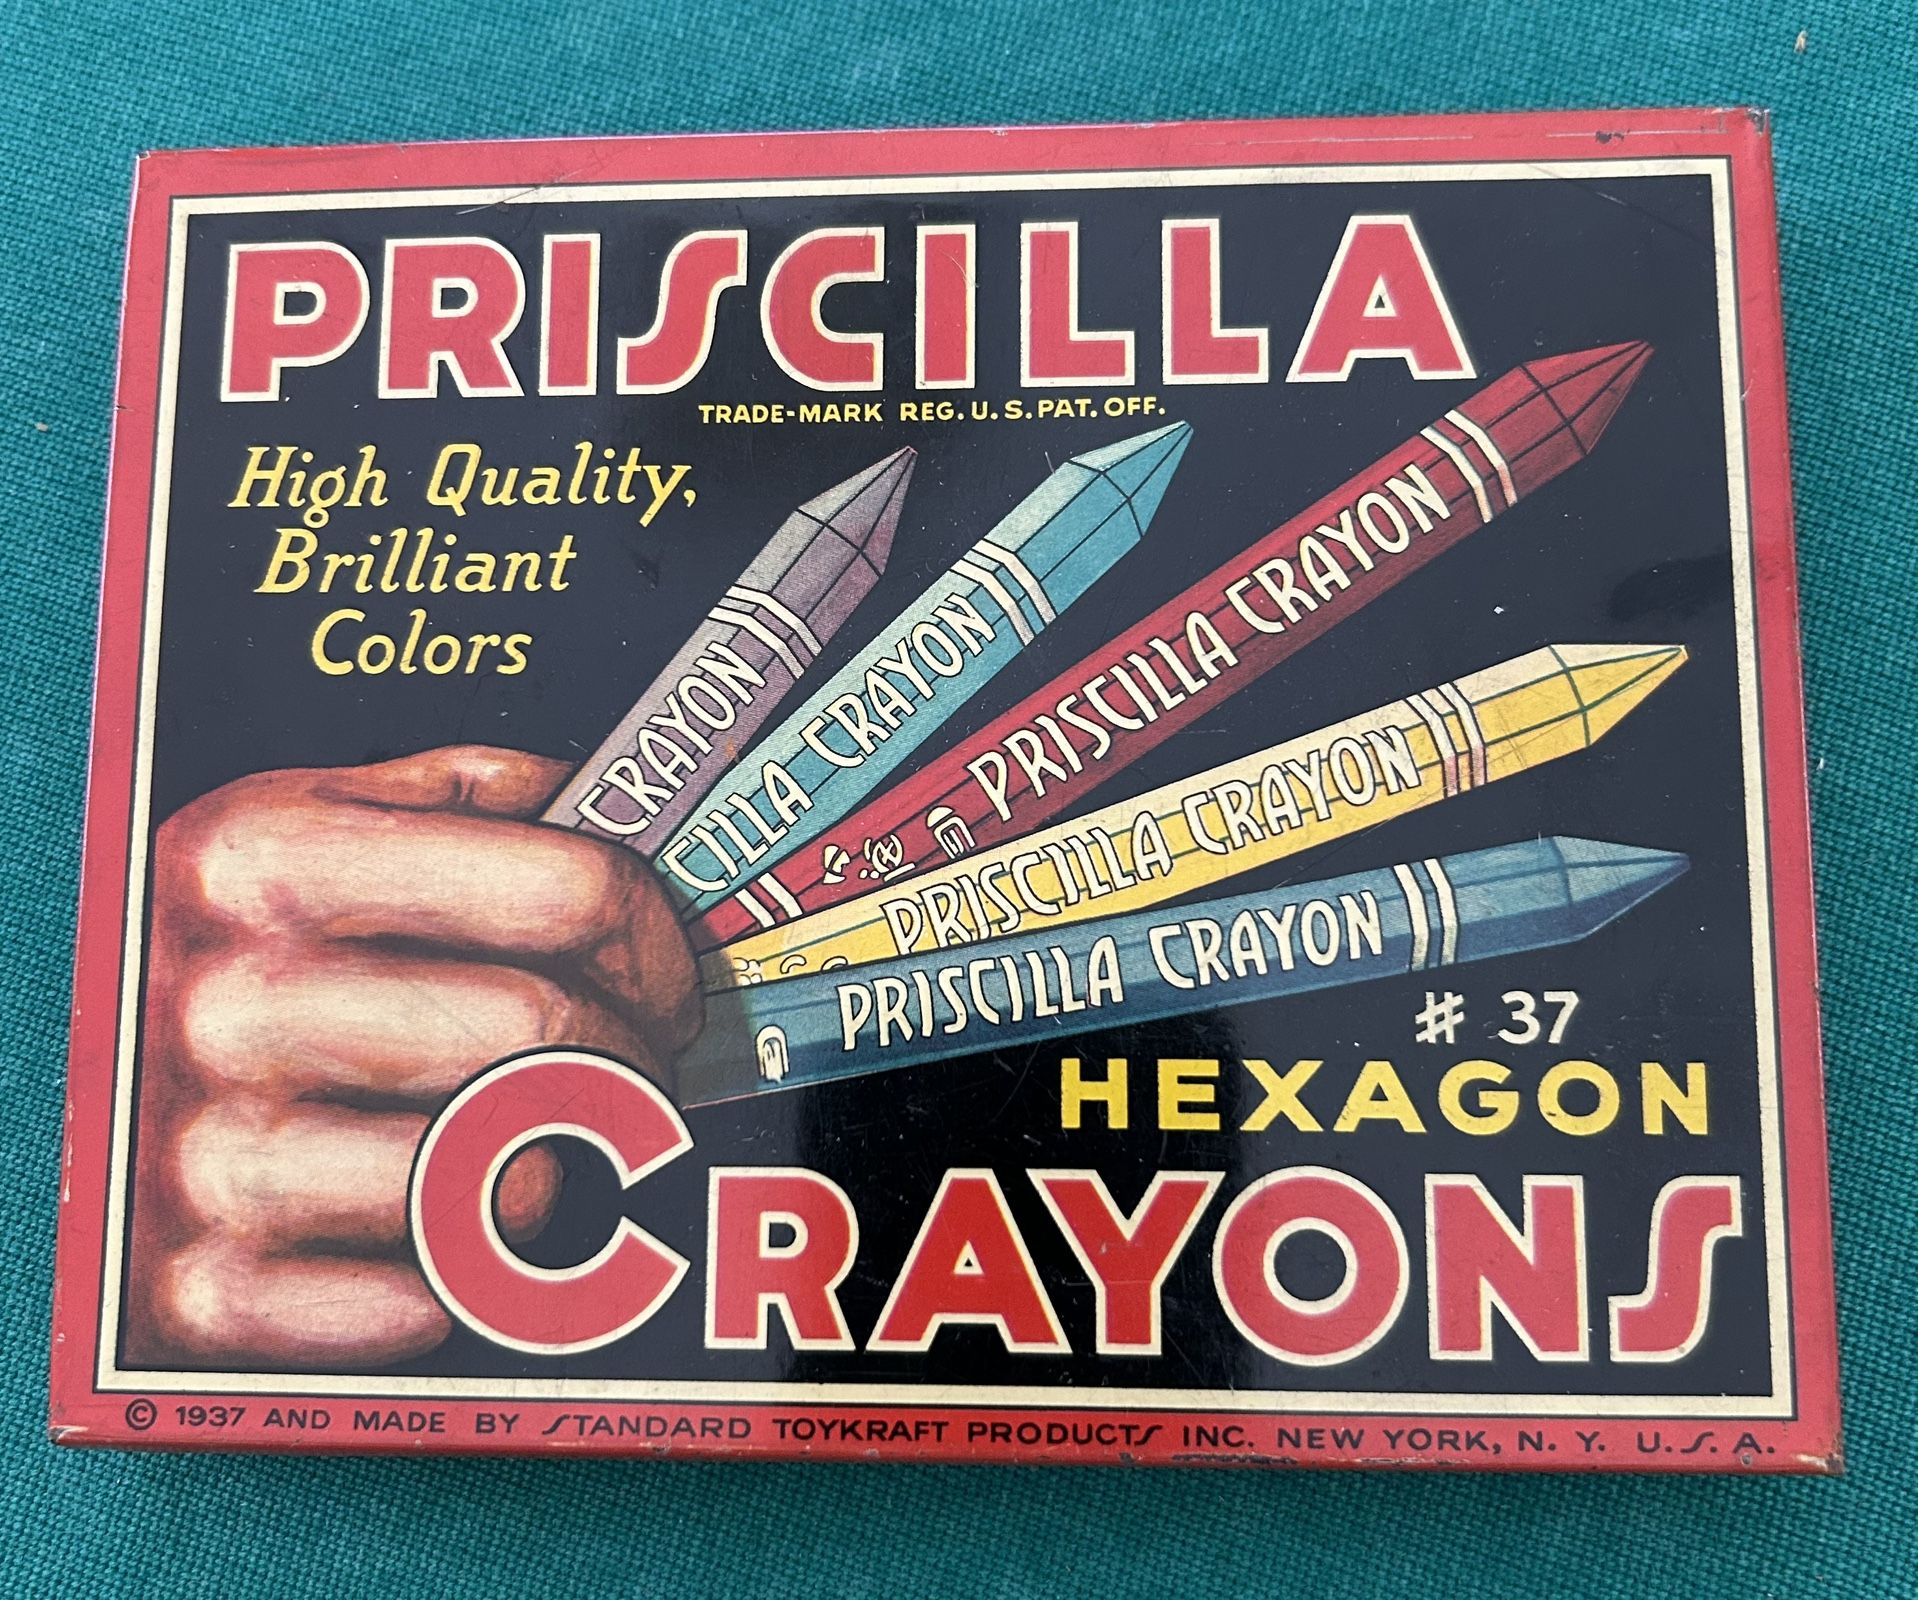 PRISCILLA
TRADE-MARK REG. U. S. PAT. OFF.
High Quality,
Brilliant
Colors
CRAYON
CILLA CRAYON
PRISCILLA CRAYON
PRISCILLA CRAYON
PRISCILLA CRAYON
# 37
HEXAGON
CRAYONS
© 1937 AND MADE BY STANDARD TOYKRAFT PRODUCTS INC. NEW YORK, N. Y. U. S. A.